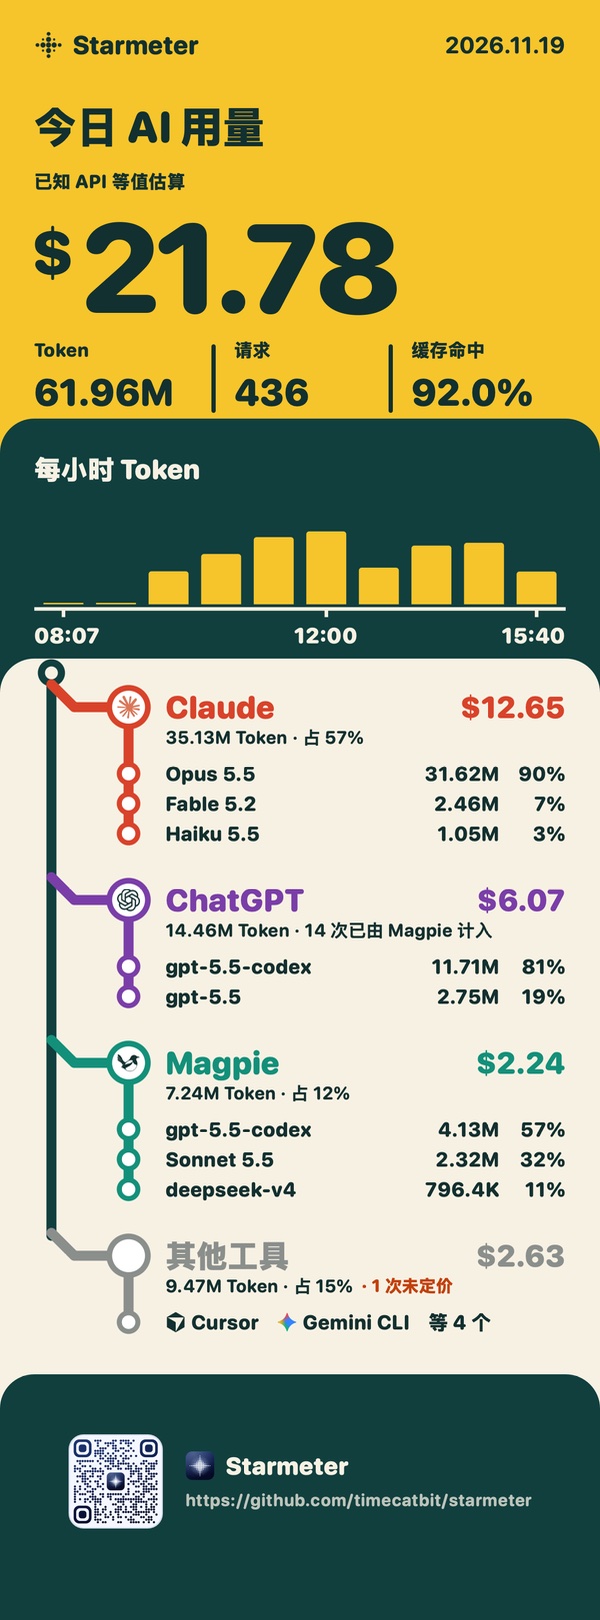 Starmeter
2026.11.19
今日 AI 用量
已知 API 等值估算
$21.78
Token 请求 缓存命中
61.96M 436 92.0%
每小时 Token
08:07 12:00 15:40
Claude $12.65
35.13M Token · 占 57%
Opus 5.5 31.62M 90%
Fable 5.2 2.46M 7%
Haiku 5.5 1.05M 3%
ChatGPT $6.07
14.46M Token · 14 次已由 Magpie 计入
gpt-5.5-codex 11.71M 81%
gpt-5.5 2.75M 19%
Magpie $2.24
7.24M Token · 占 12%
gpt-5.5-codex 4.13M 57%
Sonnet 5.5 2.32M 32%
deepseek-v4 796.4K 11%
其他工具 $2.63
9.47M Token · 占 15% · 1 次未定价
Cursor Gemini CLI 等 4 个
Starmeter
https://github.com/timecatbit/starmeter